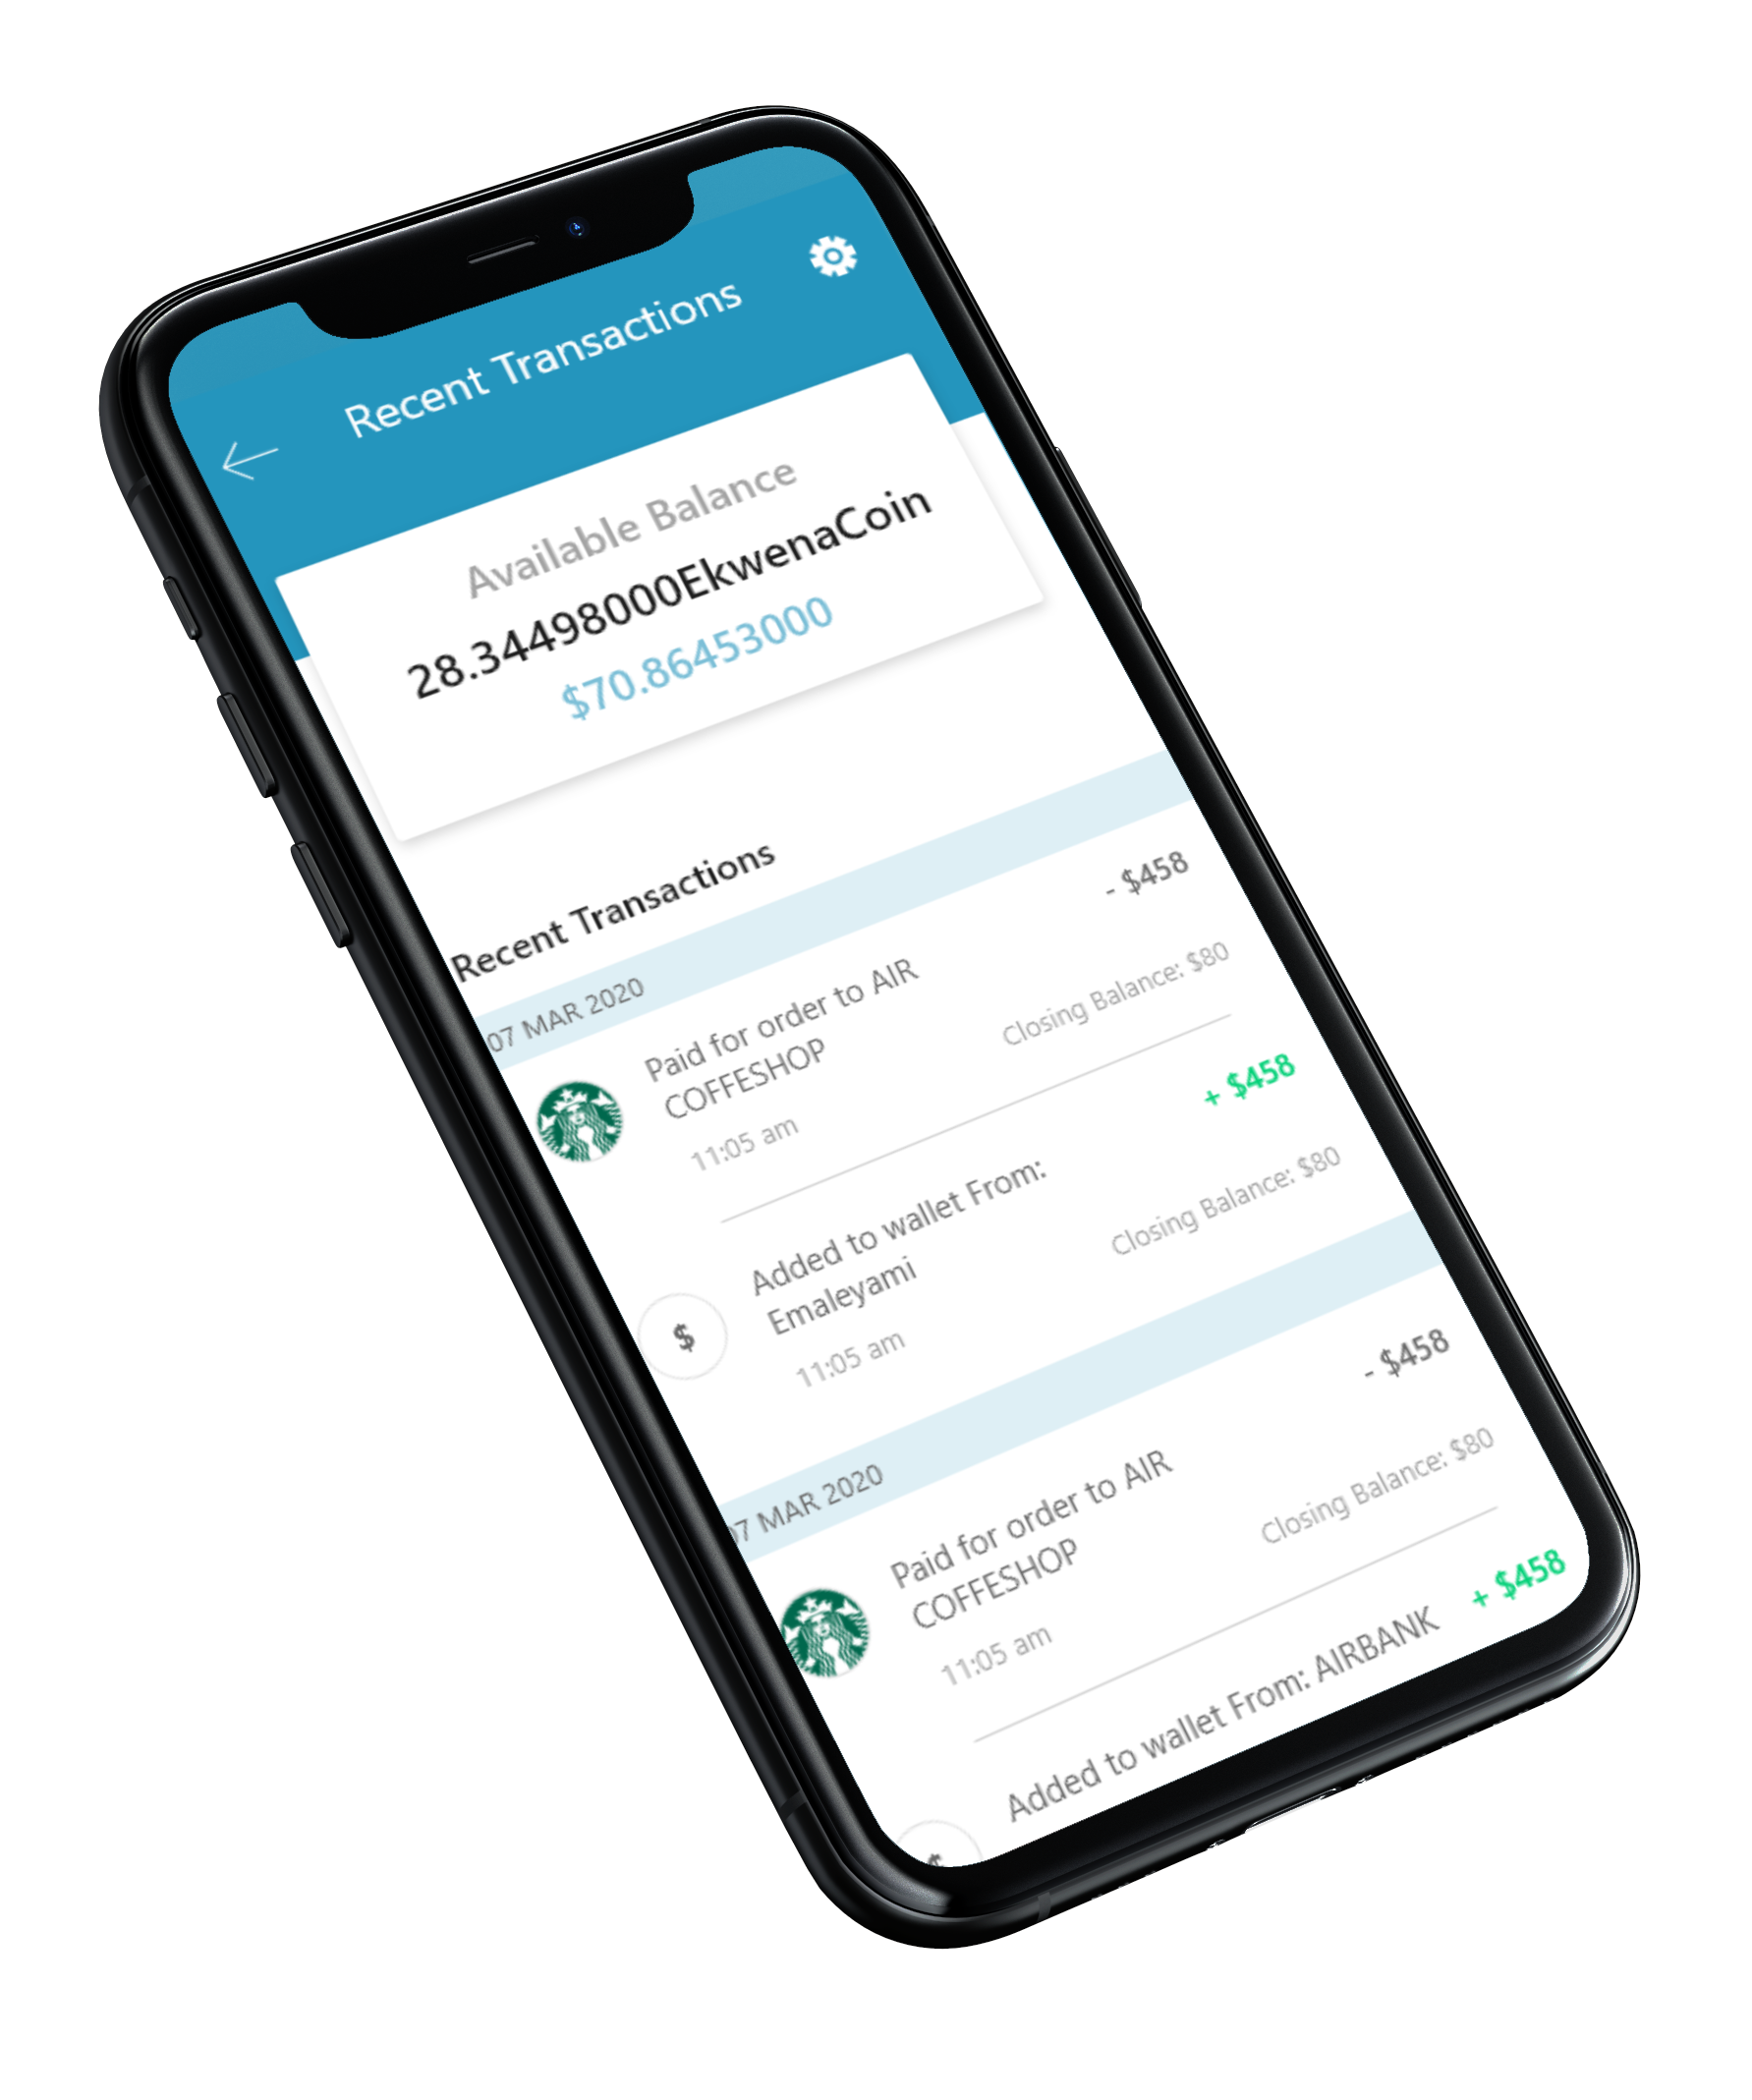 Recent Transactions
Available Balance
28.34498000EkwenaCoin
$70.86453000
Recent Transactions
07 MAR 2020
Paid for order to AIR
COFFESHOP
11:05 am
- $458
Closing Balance: $80
Added to wallet From:
Emaleyami
11:05 am
+ $458
Closing Balance: $80
$
07 MAR 2020
Paid for order to AIR
COFFESHOP
11:05 am
- $458
Closing Balance: $80
Added to wallet From: AIRBANK
+ $458
$